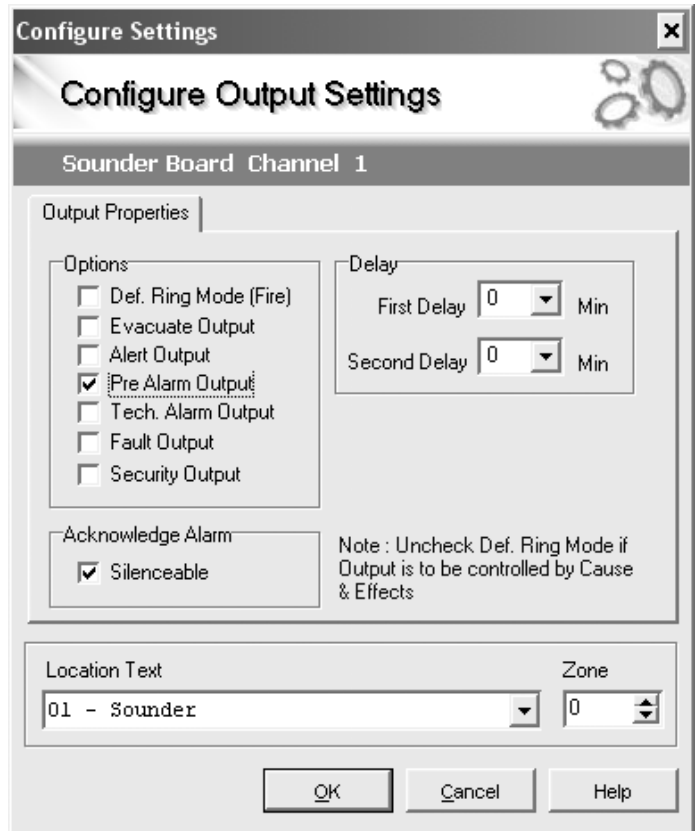 Configure Settings
Configure Output Settings
Sounder Board Channel 1
Output Properties
Options
Def. Ring Mode (Fire)
Evacuate Output
Alert Output
Pre Alarm Output
Tech. Alarm Output
Fault Output
Security Output
Delay
First Delay 0 Min
Second Delay 0 Min
Acknowledge Alarm
Silenceable
Note : Uncheck Def. Ring Mode if
Output is to be controlled by Cause
& Effects
Location Text
01 - Sounder
Zone
0
OK
Cancel
Help